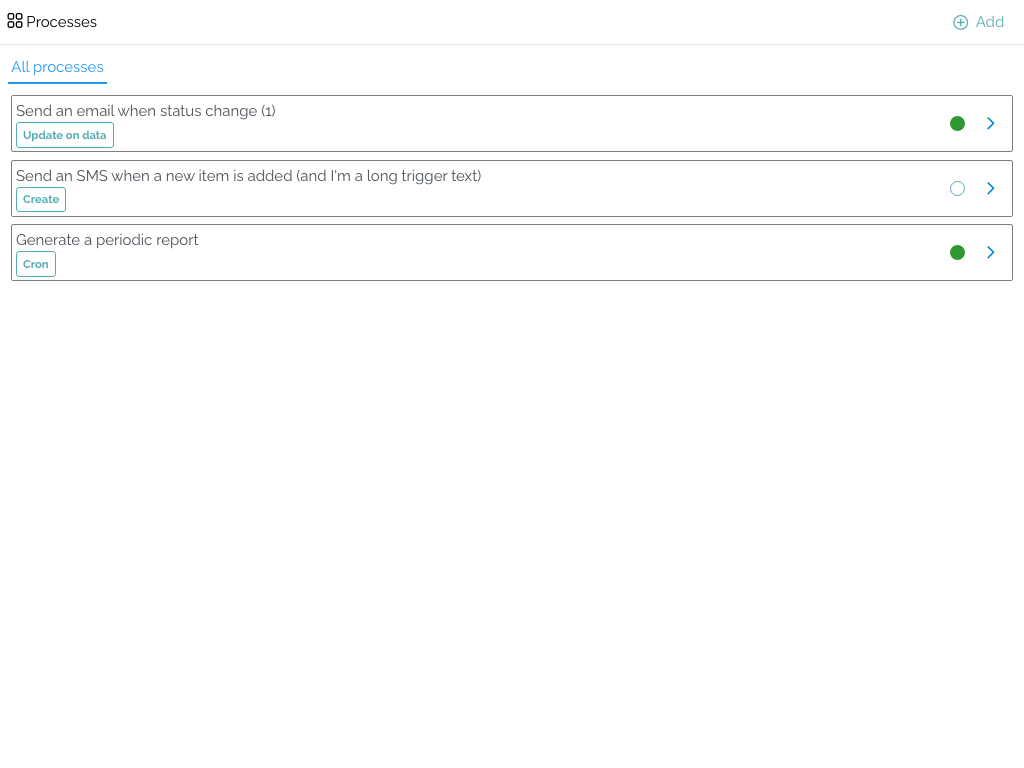 Processes
Add
All processes
Send an email when status change (1)
Update on data
Send an SMS when a new item is added (and I'm a long trigger text)
Create
Generate a periodic report
Cron